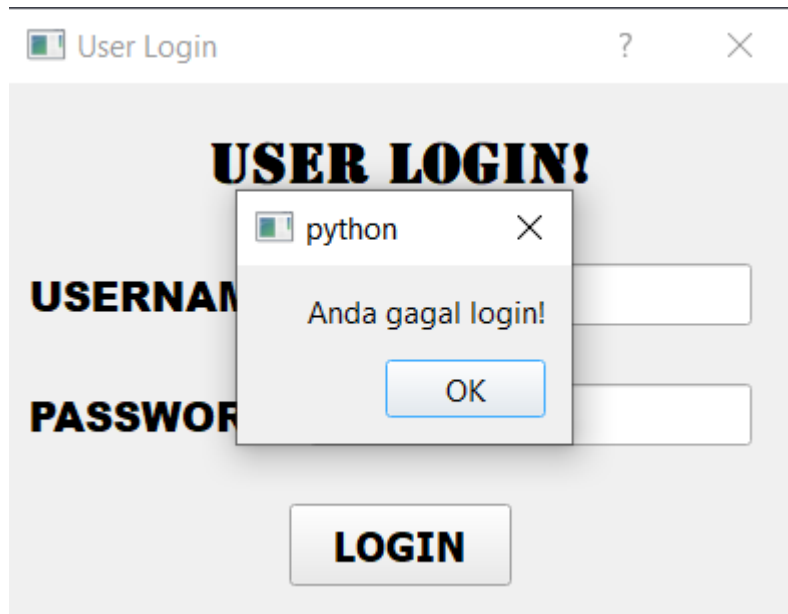 User Login
USER LOGIN!
python
USERNAM
Anda gagal login!
OK
PASSWOR
LOGIN